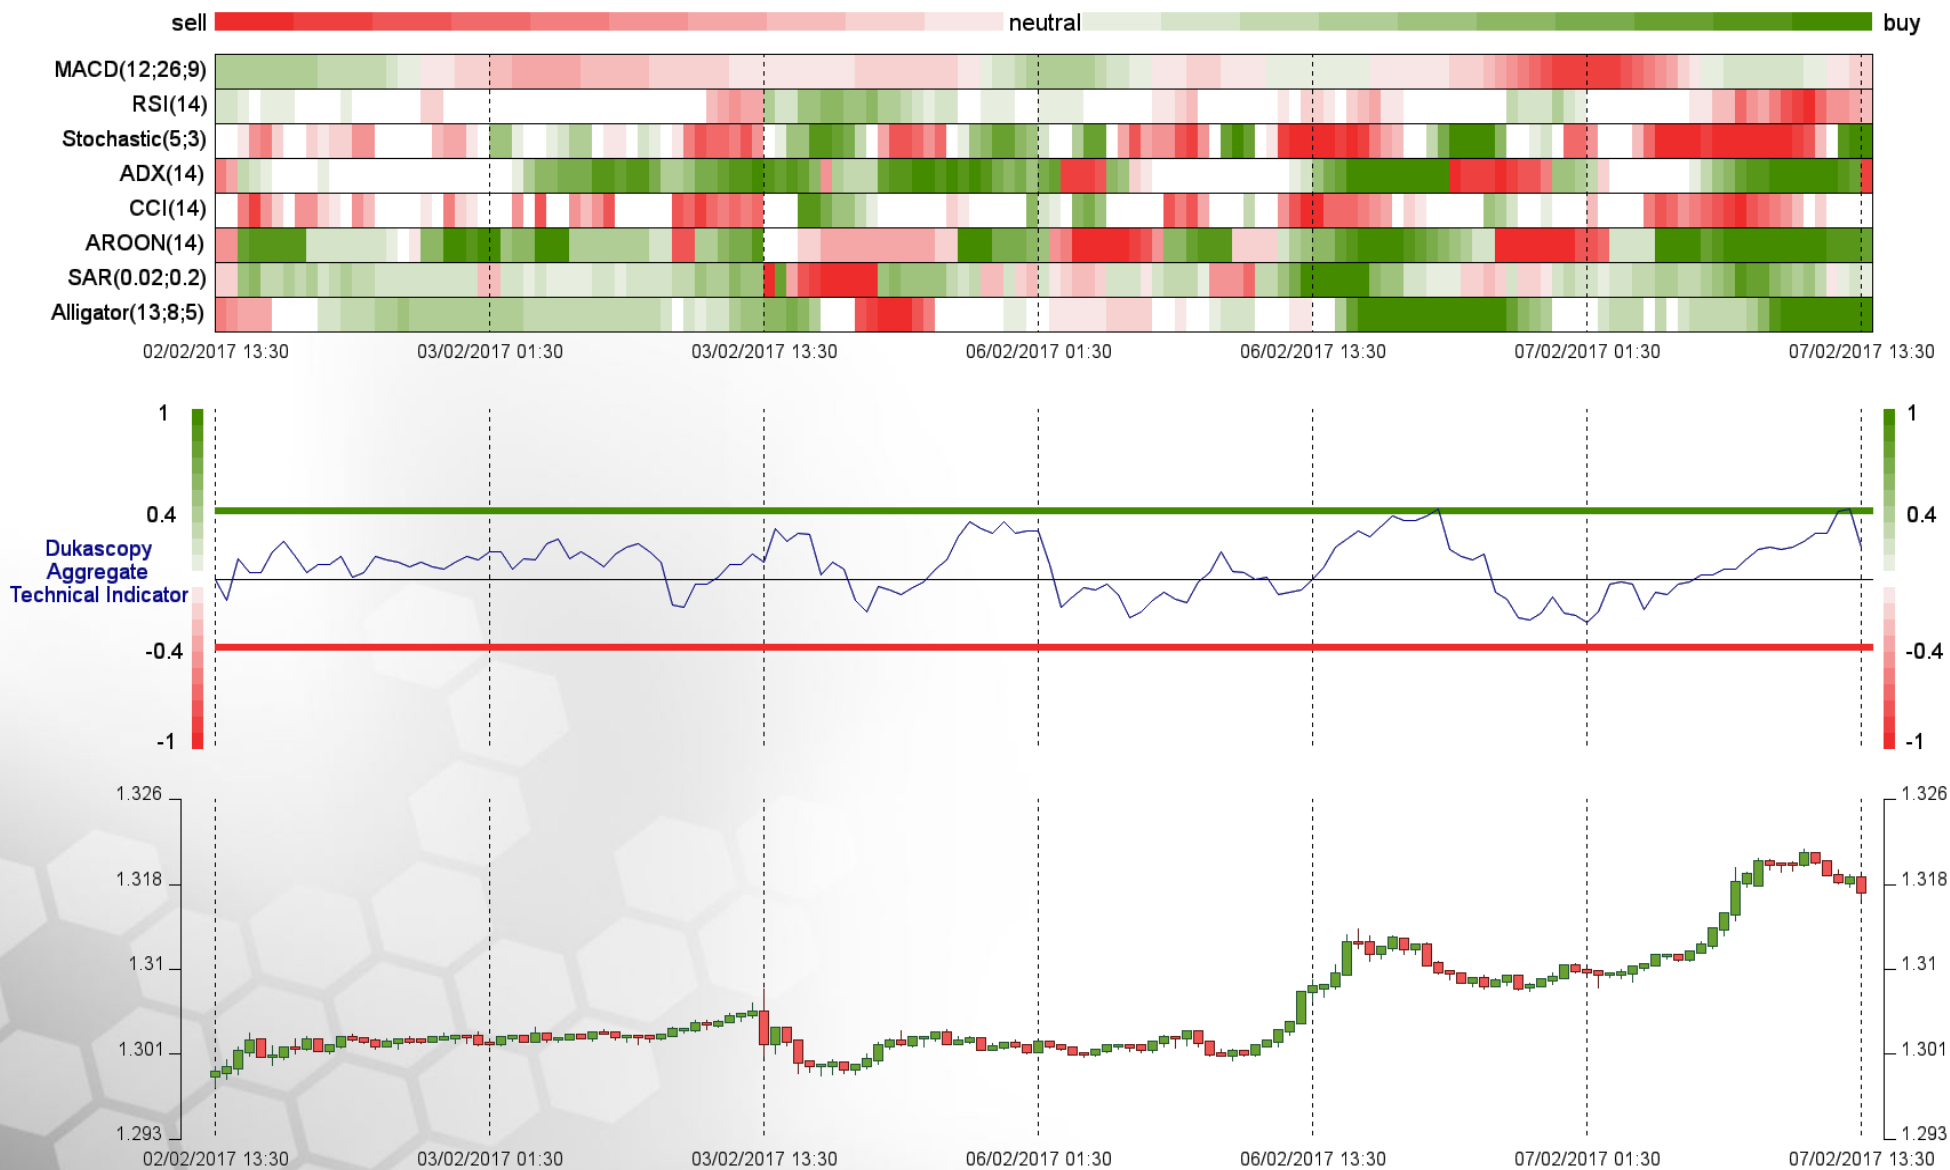 sell neutral buy
MACD(12;26;9)
RSI(14)
Stochastic(5;3)
ADX(14)
CCI(14)
AROON(14)
SAR(0.02;0.2)
Alligator(13;8;5)
02/02/2017 13:30 03/02/2017 01:30 03/02/2017 13:30 06/02/2017 01:30 06/02/2017 13:30 07/02/2017 01:30 07/02/2017 13:30
1 1
0.4 0.4
Dukascopy
Aggregate
Technical Indicator
-0.4 -0.4
-1 -1
1.326 1.326
1.318 1.318
1.31 1.31
1.301 1.301
1.293 1.293
02/02/2017 13:30 03/02/2017 01:30 03/02/2017 13:30 06/02/2017 01:30 06/02/2017 13:30 07/02/2017 01:30 07/02/2017 13:30